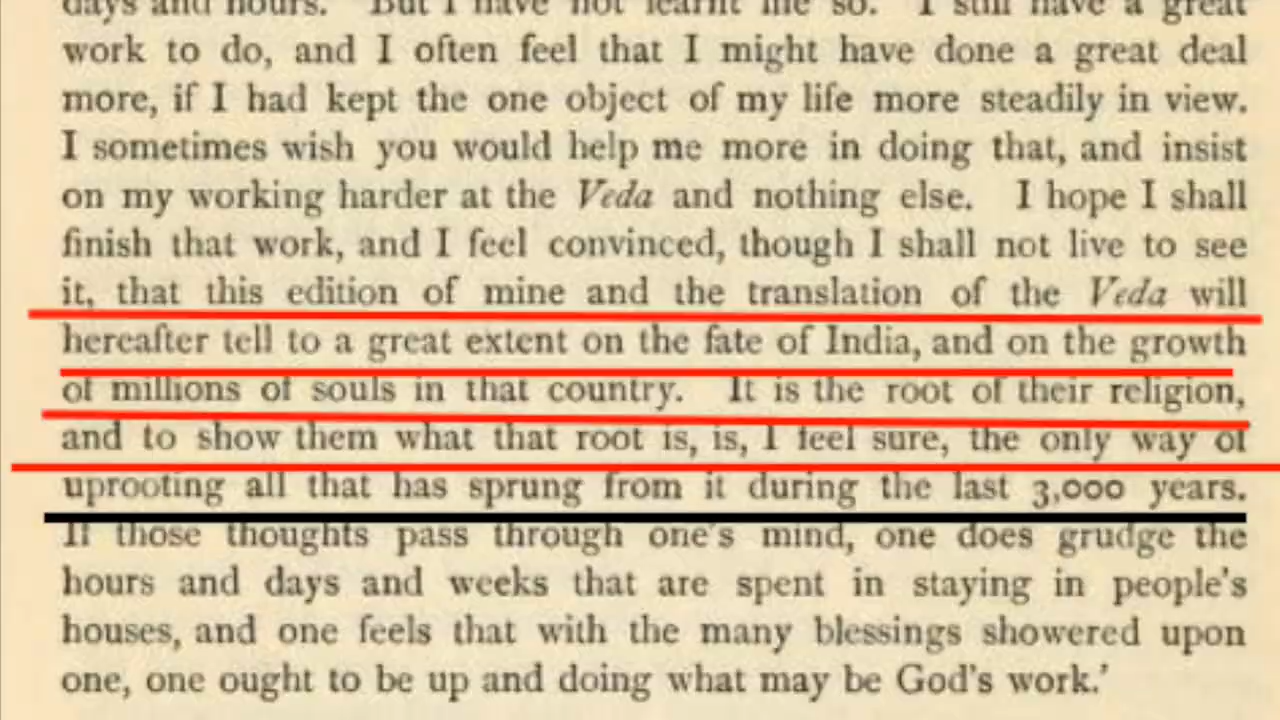 days and hours. But I have not learnt me so. I still have a great
work to do, and I often feel that I might have done a great deal
more, if I had kept the one object of my life more steadily in view.
I sometimes wish you would help me more in doing that, and insist
on my working harder at the Veda and nothing else. I hope I shall
finish that work, and I feel convinced, though I shall not live to see
it, that this edition of mine and the translation of the Veda will
hereafter tell to a great extent on the fate of India, and on the growth
of millions of souls in that country. It is the root of their religion,
and to show them what that root is, is, I feel sure, the only way of
uprooting all that has sprung from it during the last 3,000 years.
If those thoughts pass through one's mind, one does grudge the
hours and days and weeks that are spent in staying in people's
houses, and one feels that with the many blessings showered upon
one, one ought to be up and doing what may be God's work.'